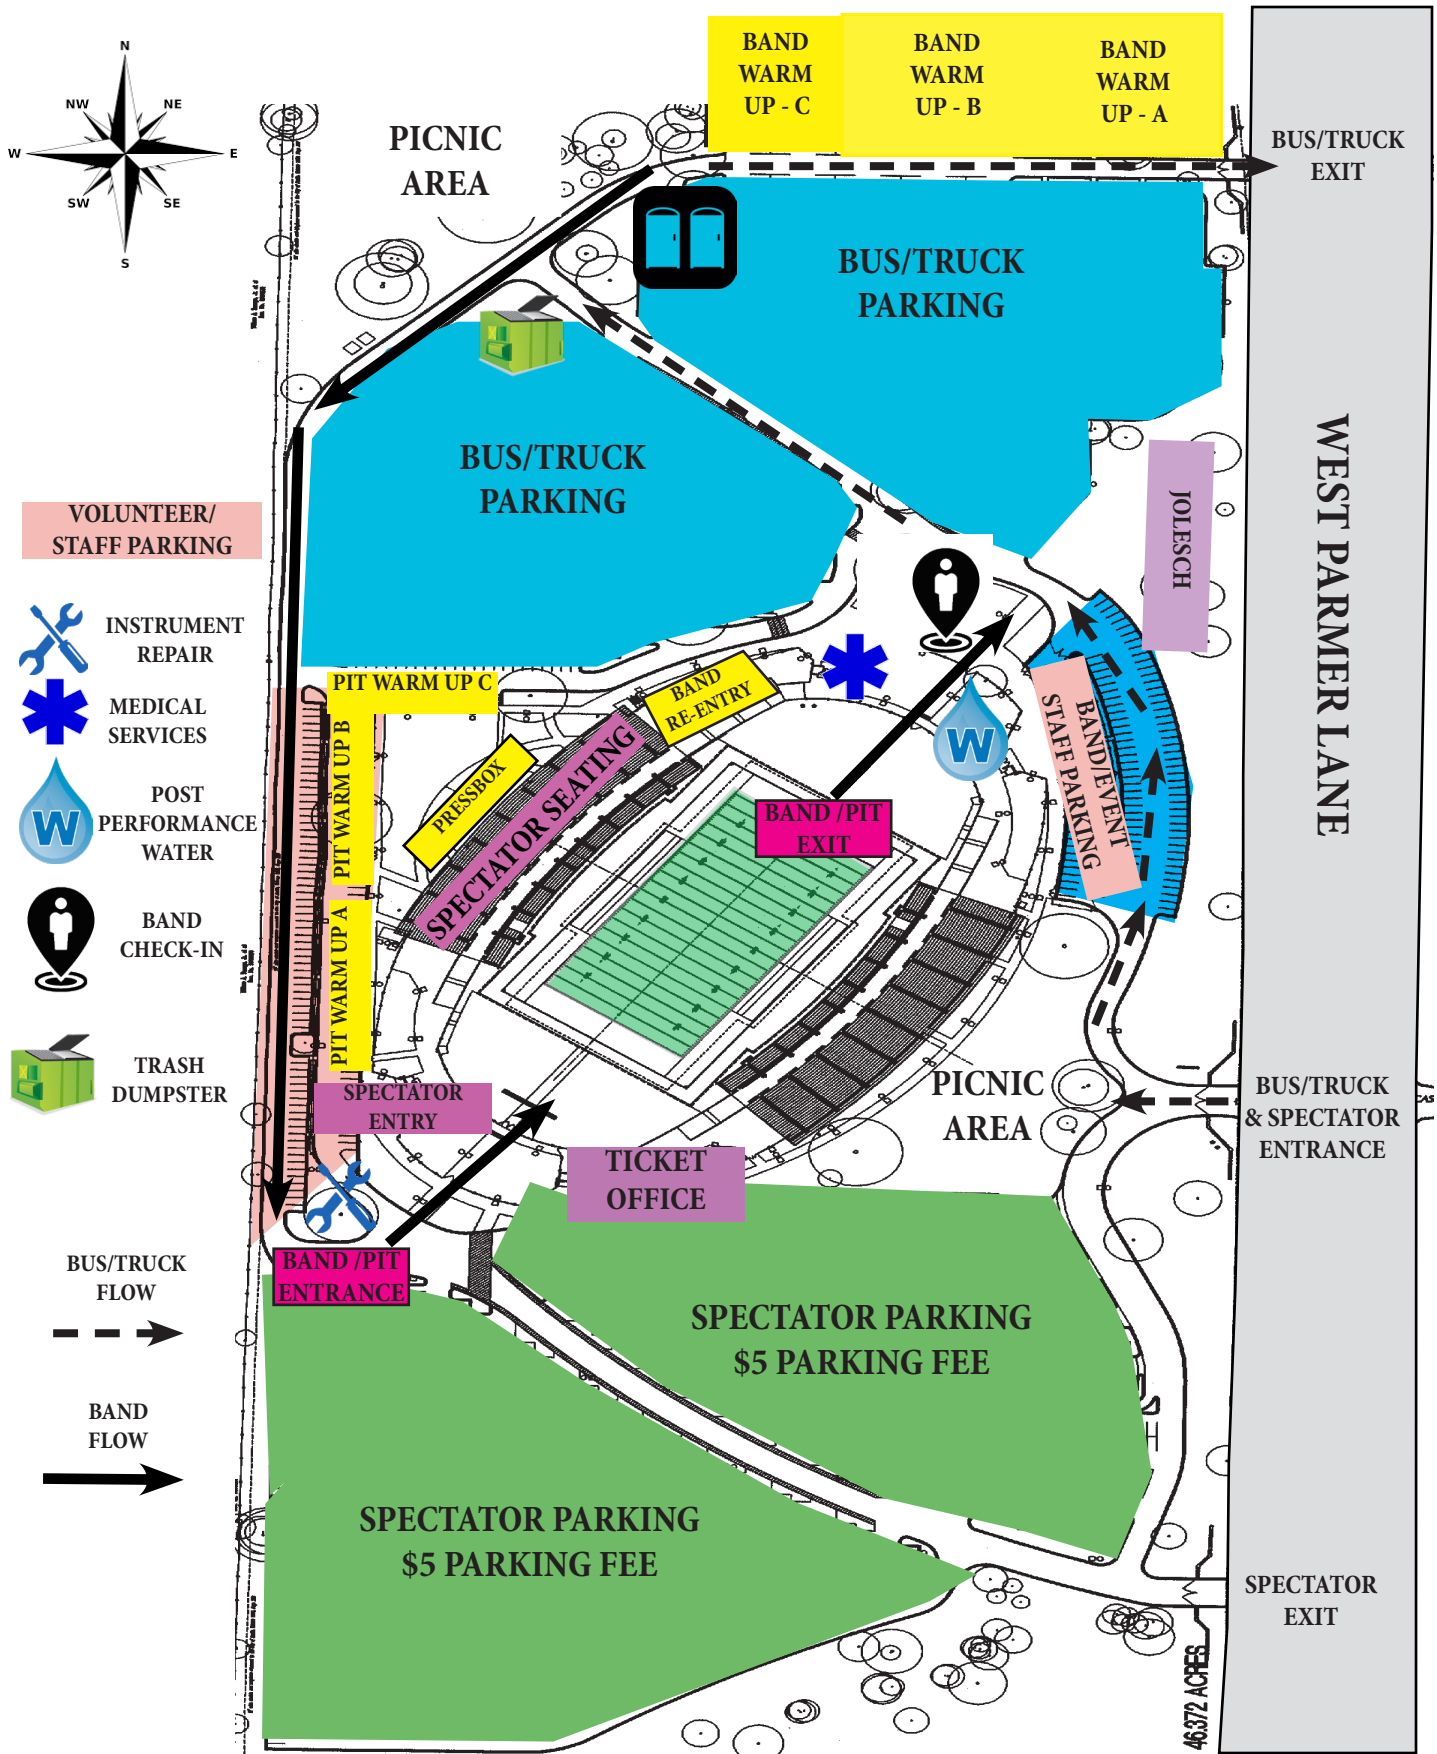 N
NW
NE
W
E
SW
SE
S
PICNIC
AREA
BAND
WARM
UP - C
BAND
WARM
UP - B
BAND
WARM
UP - A
BUS/TRUCK
EXIT
BUS/TRUCK
PARKING
BUS/TRUCK
PARKING
WEST PARMER LANE
JOLESCH
VOLUNTEER/
STAFF PARKING
INSTRUMENT
REPAIR
MEDICAL
SERVICES
W
POST
PERFORMANCE
WATER
BAND
CHECK-IN
TRASH
DUMPSTER
PIT WARM UP C
PIT WARM UP B
PIT WARM UP A
BAND
RE-ENTRY
PRESSBOX
SPECTATOR SEATING
W
BAND/EVENT
STAFF PARKING
BAND /PIT
EXIT
SPECTATOR
ENTRY
PICNIC
AREA
BUS/TRUCK
& SPECTATOR
ENTRANCE
TICKET
OFFICE
BAND /PIT
ENTRANCE
BUS/TRUCK
FLOW
BAND
FLOW
SPECTATOR PARKING
$5 PARKING FEE
SPECTATOR PARKING
$5 PARKING FEE
SPECTATOR
EXIT
46.372 ACRES